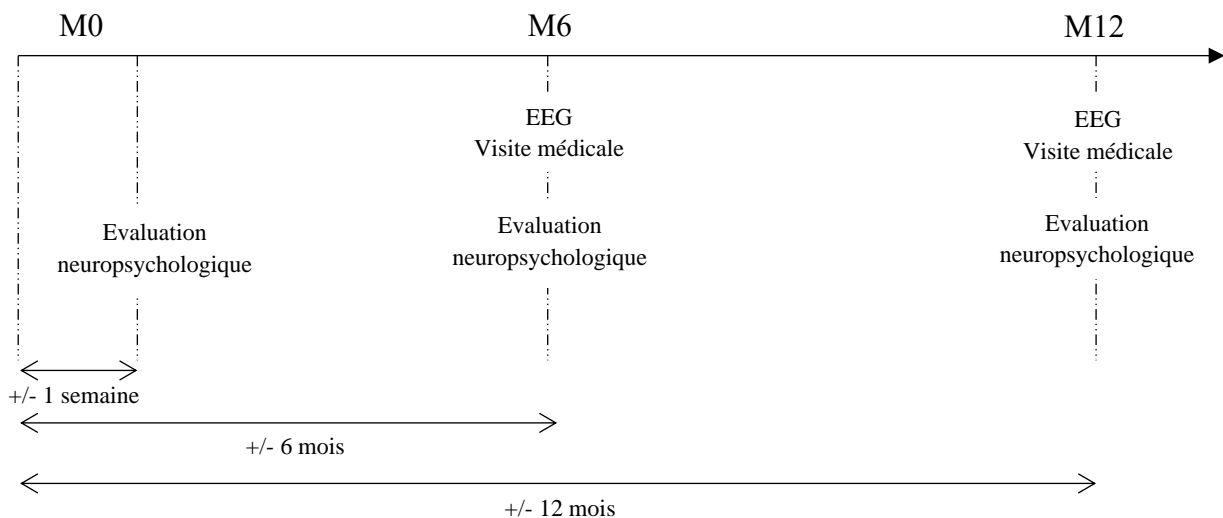 M0
M6
M12
EEG
Visite médicale
EEG
Visite médicale
Evaluation
neuropsychologique
Evaluation
neuropsychologique
Evaluation
neuropsychologique
+/- 1 semaine
+/- 6 mois
+/- 12 mois